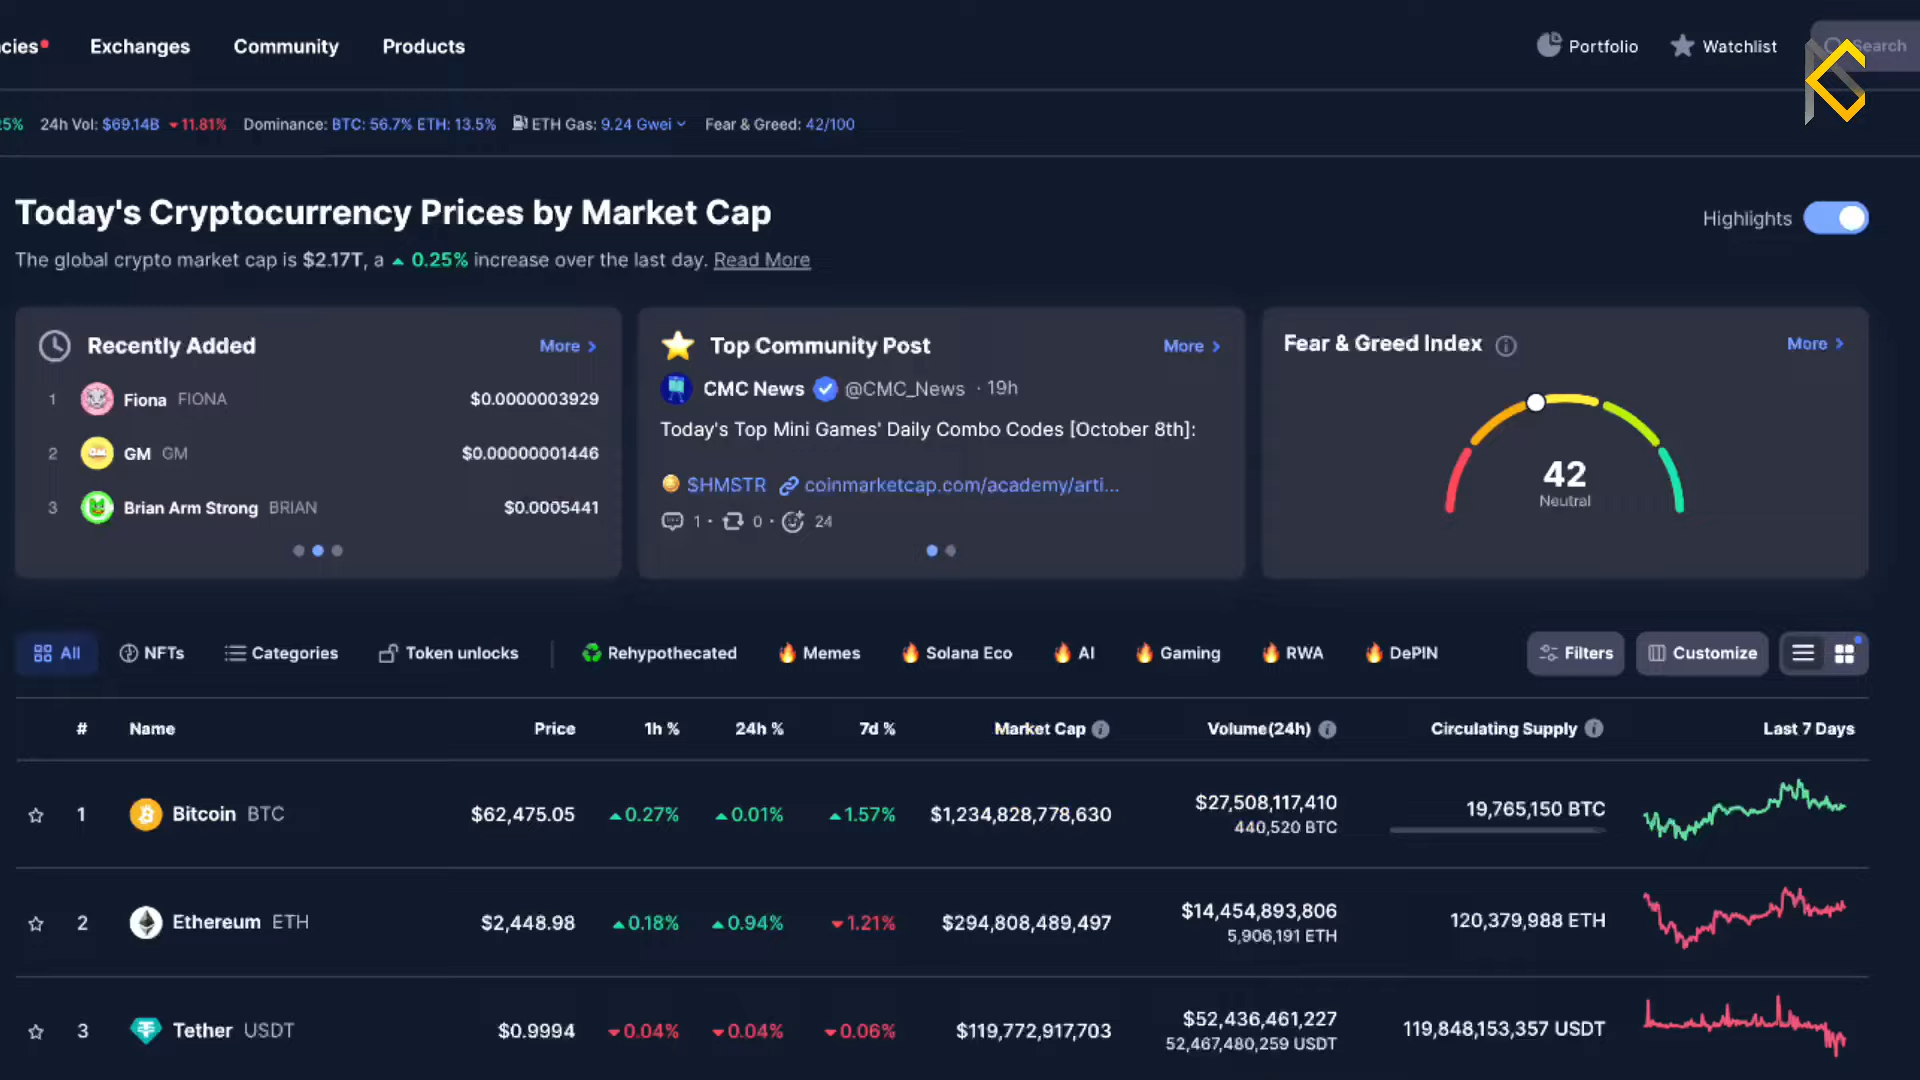 Exchanges Community Products Portfolio Watchlist Search
24h Vol: $69.14B 11.81% Dominance: BTC: 56.7% ETH: 13.5% ETH Gas: 9.24 Gwei Fear & Greed: 42/100
Today's Cryptocurrency Prices by Market Cap
Highlights
The global crypto market cap is $2.17T, a 0.25% increase over the last day. Read More
Recently Added More
1 Fiona FIONA $0.0000003929
2 GM GM $0.00000001446
3 Brian Arm Strong BRIAN $0.0005441
Top Community Post More
CMC News @CMC_News · 19h
Today's Top Mini Games' Daily Combo Codes [October 8th]:
$HMSTR coinmarketcap.com/academy/arti...
1 · 0 · 24
Fear & Greed Index More
42
Neutral
All NFTs Categories Token unlocks Rehypothecated Memes Solana Eco AI Gaming RWA DePIN Filters Customize
# Name Price 1h % 24h % 7d % Market Cap Volume(24h) Circulating Supply Last 7 Days
1 Bitcoin BTC $62,475.05 0.27% 0.01% 1.57% $1,234,828,778,630 $27,508,117,410 19,765,150 BTC
440,520 BTC
2 Ethereum ETH $2,448.98 0.18% 0.94% 1.21% $294,808,489,497 $14,454,893,806 120,379,988 ETH
5,906,191 ETH
3 Tether USDT $0.9994 0.04% 0.04% 0.06% $119,772,917,703 $52,436,461,227 119,848,153,357 USDT
52,467,480,259 USDT